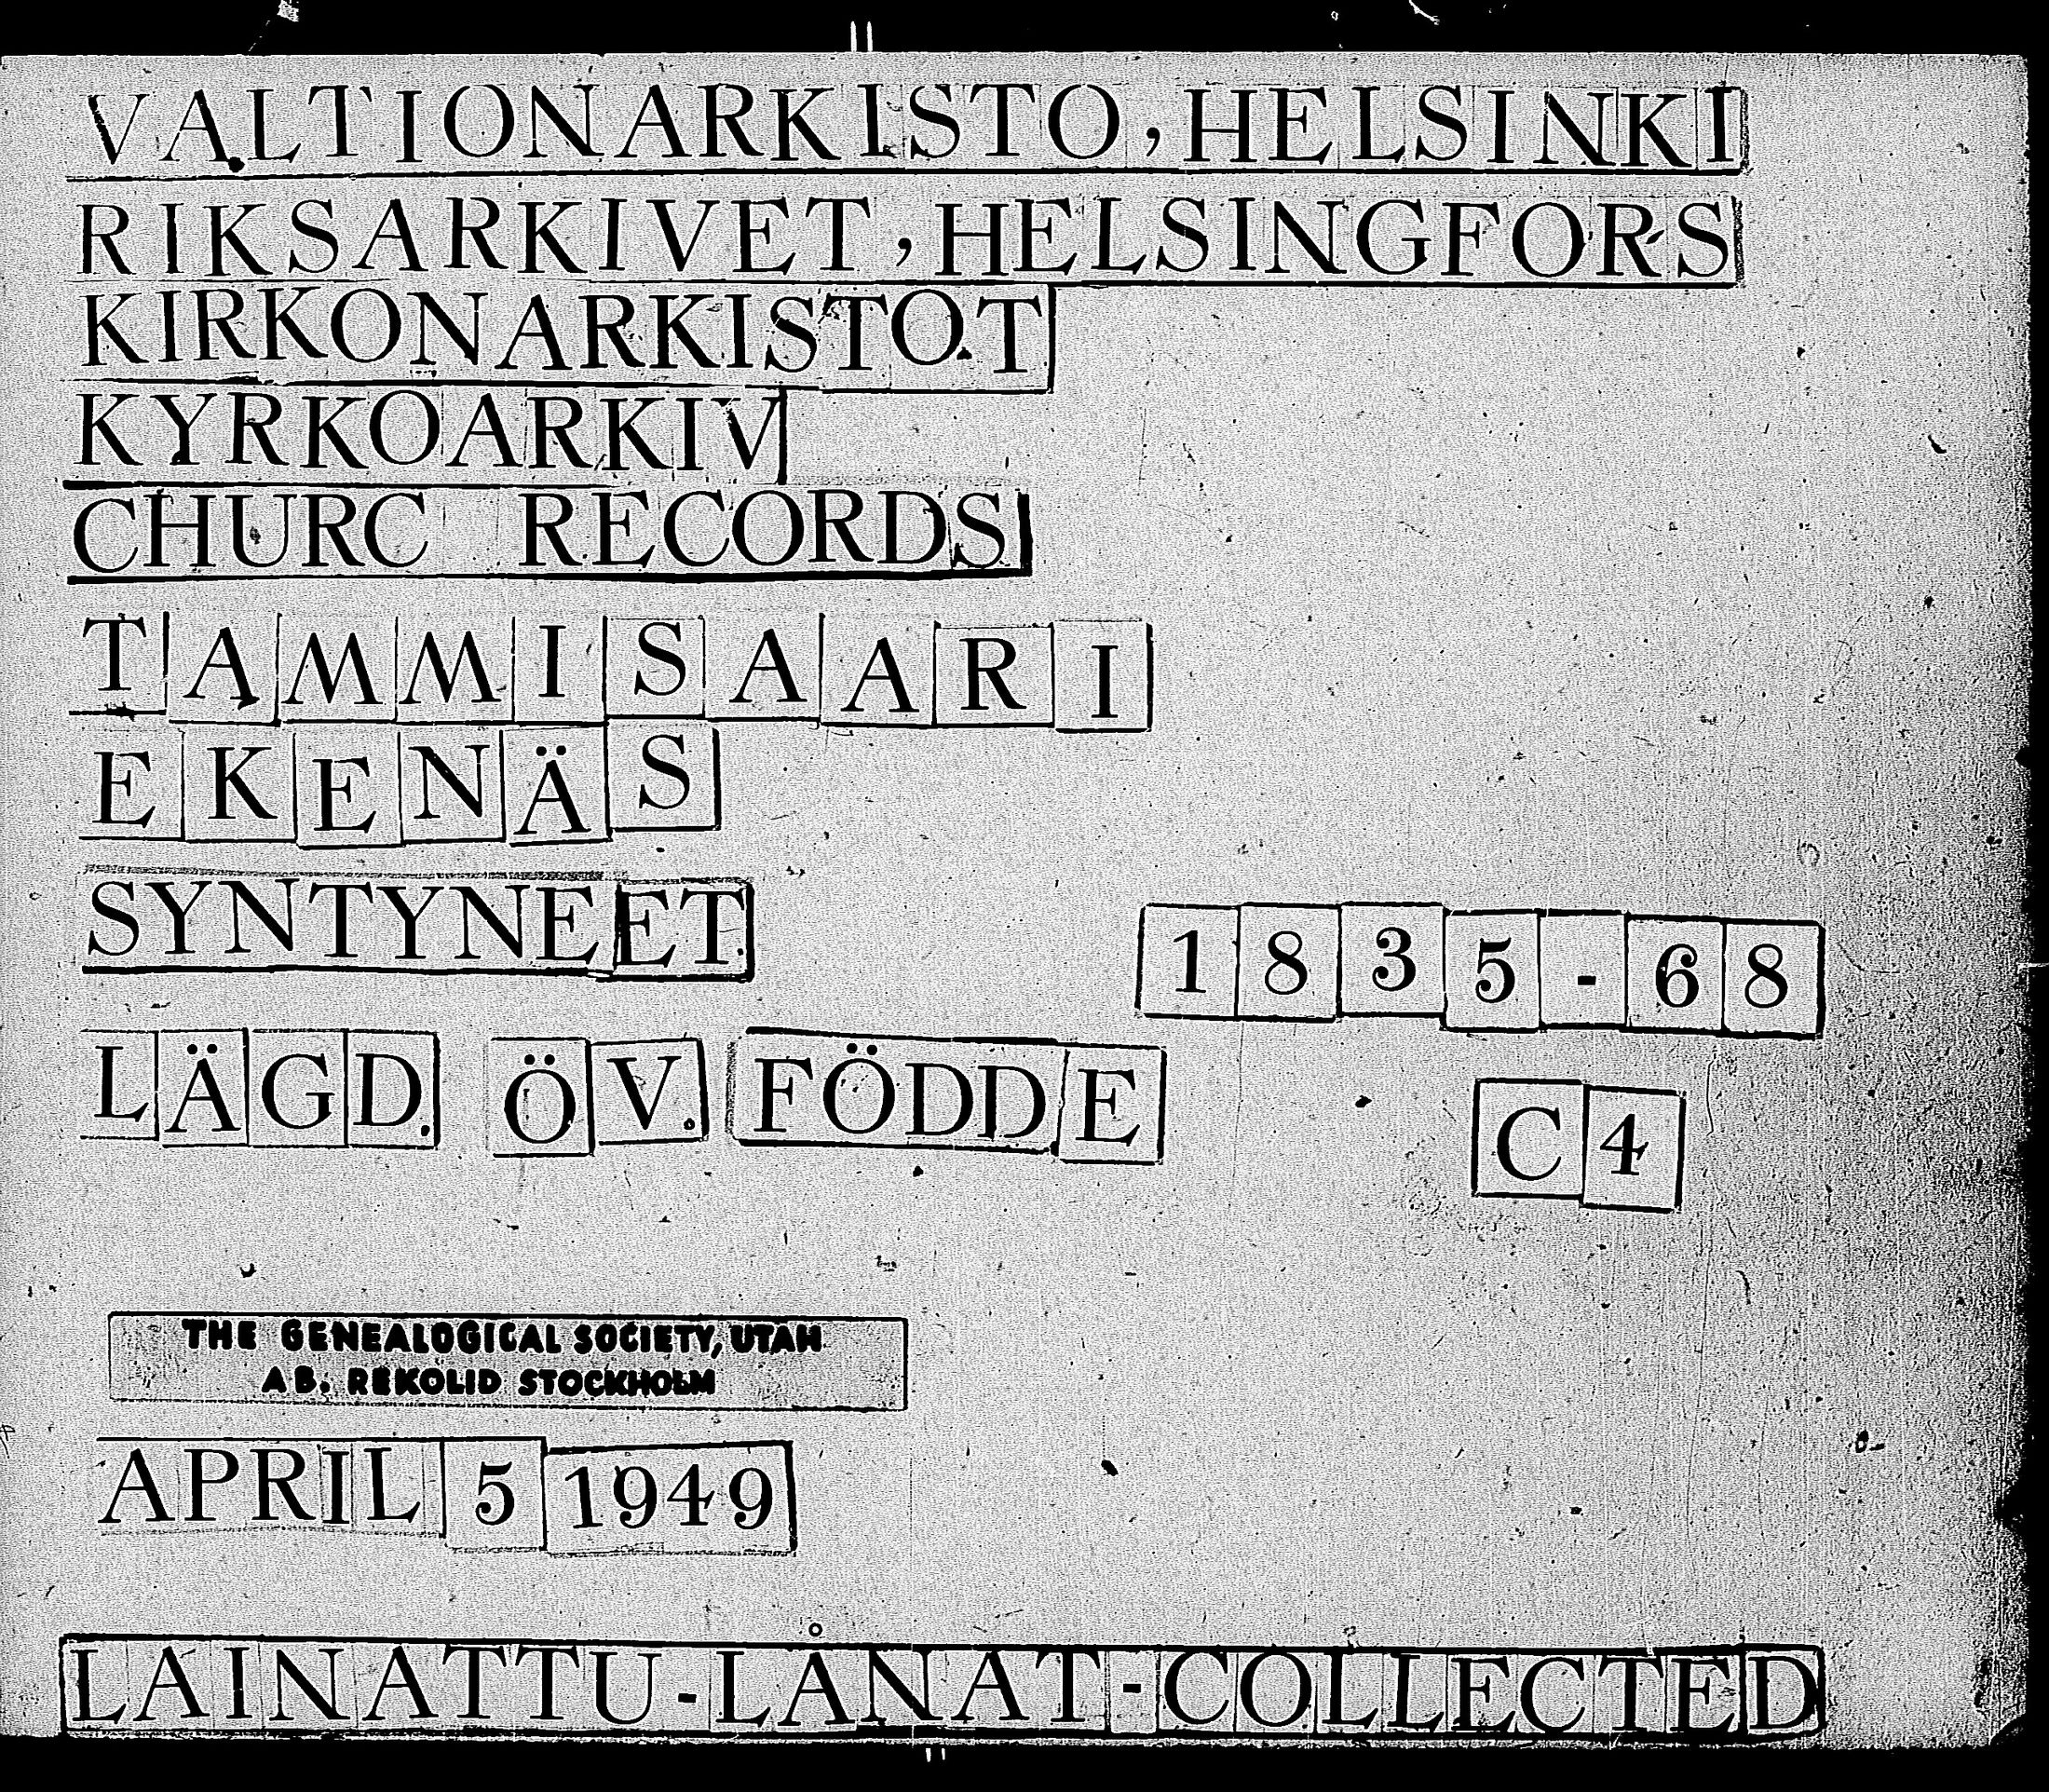 VALTIONARKISTO, HELSINKI
RIKSARKIVET, HELSINGFORS
KIRKONARKISTOT
KYRKOARKIV
CHURC RECORDS
TAMMISAARI
EKENÄS
SYNTYNEET
1835-68
LÄGD. ÖV. FÖDDE
C4
THE GENEALOGICAL SOCIETY, UTAH
AB. REKOLID STOCKHOLM
APRIL 5 1949
LAINATTU-LÅNAT-COLLECTED